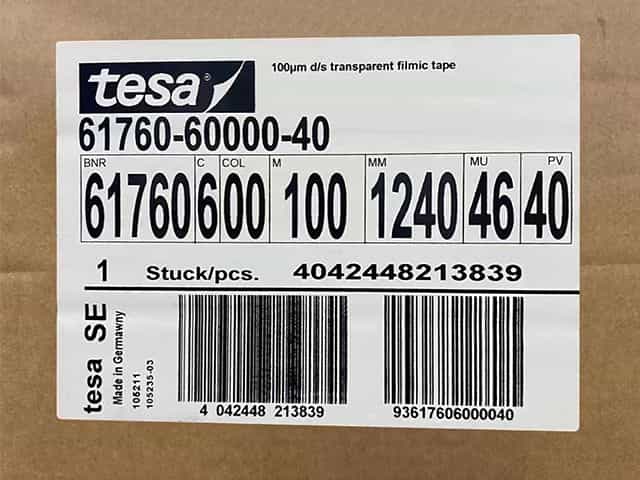 tesa®
100µm d/s transparent filmic tape
61760-60000-40
BNR C COL M MM MU PV
61760 6 00 100 1240 46 40
1 Stuck/pcs. 4042448213839
tesa SE
Made in Germawny
105211
105235-03
4 042448 213839
93617606000040